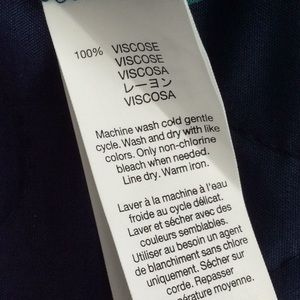 100% VISCOSE
VISCOSE
VISCOSA
レーヨン
VISCOSA
Machine wash cold gentle
cycle. Wash and dry with like
colors. Only non-chlorine
bleach when needed.
Line dry. Warm iron.
Laver à la machine à l'eau
froide au cycle délicat.
Laver et sécher avec des
couleurs semblables.
Utiliser au besoin un agent
de blanchiment sans chlore
uniquement. Sécher sur
corde. Repasser
température moyenne.